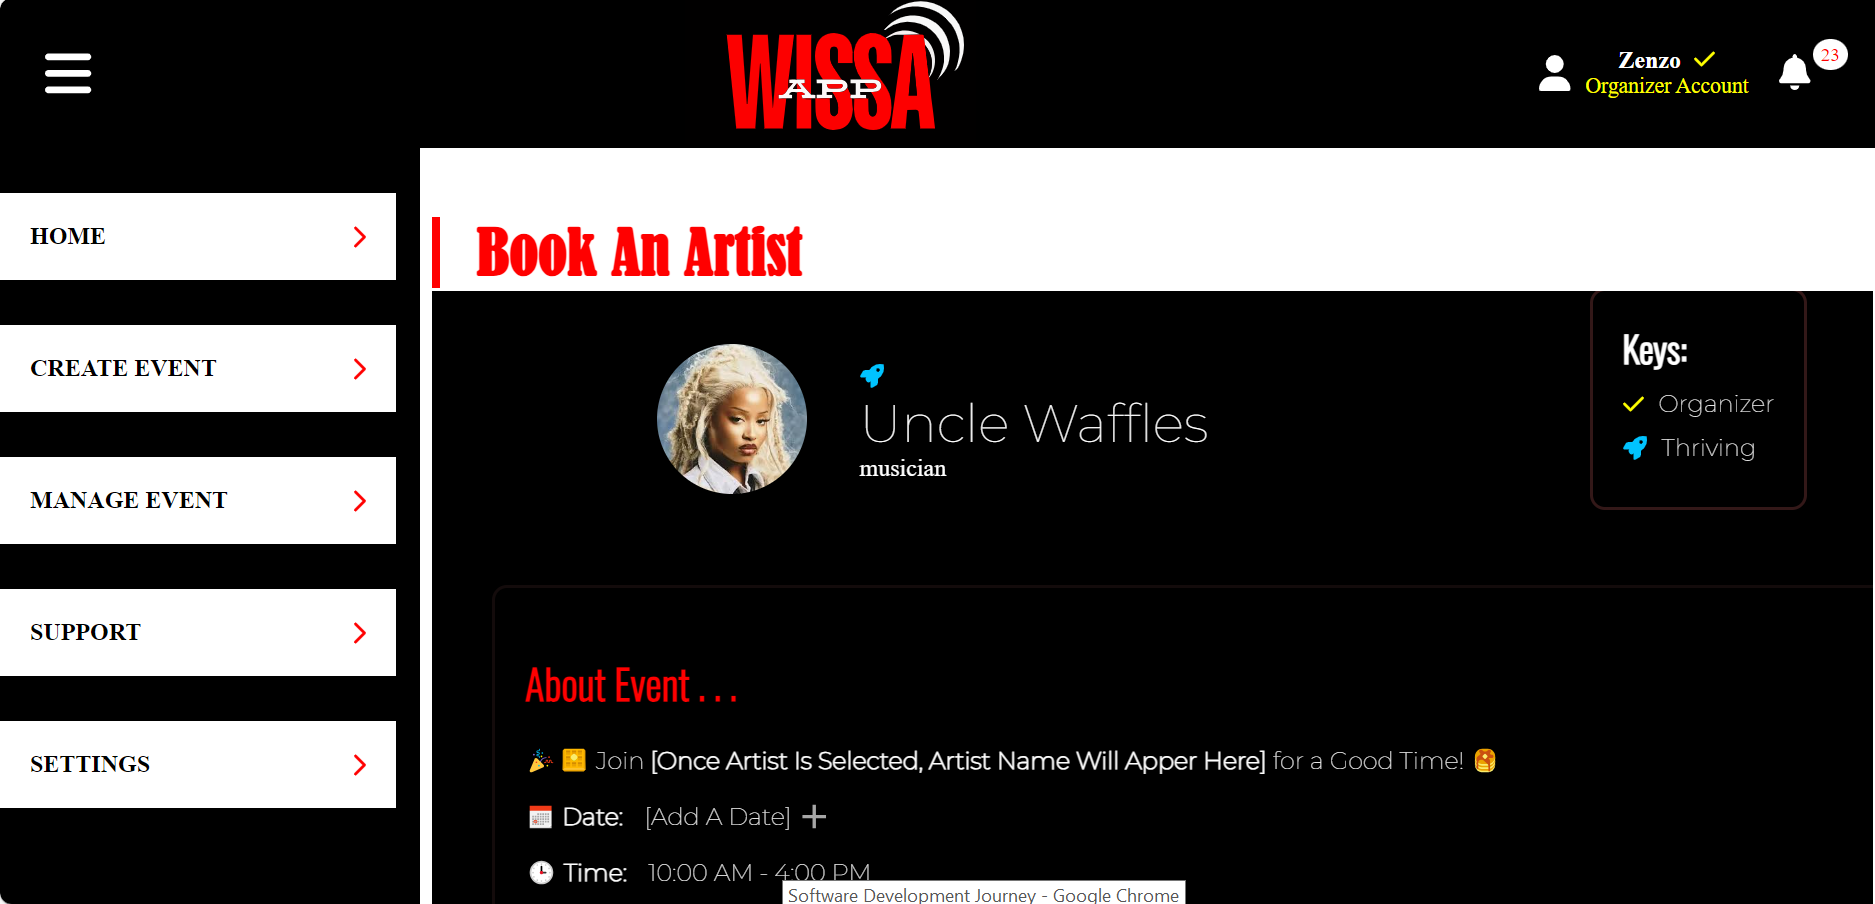 WISSA
APP
Zenzo
Organizer Account
23
HOME
CREATE EVENT
MANAGE EVENT
SUPPORT
SETTINGS
Book An Artist
Uncle Waffles
musician
Keys:
Organizer
Thriving
About Event . . .
Join [Once Artist Is Selected, Artist Name Will Apper Here] for a Good Time!
Date: [Add A Date]
Time: 10:00 AM - 4:00 PM
Software Development Journey - Google Chrome